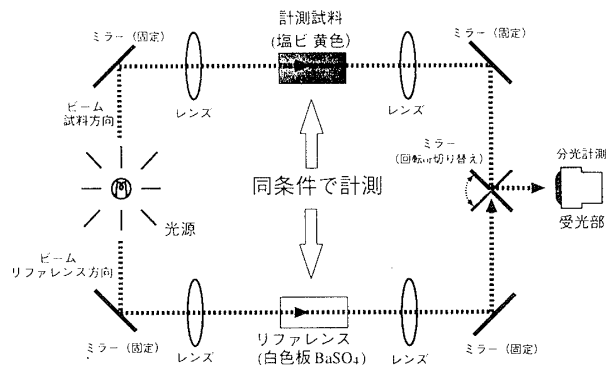 計測試料
(塩ビ 黄色)
ミラー (固定)
ミラー (固定)
レンズ
レンズ
ビーム
試料方向
ミラー
(回転or切り替え)
分光計測
同条件で計測
受光部
光源
ビーム
リファレンス方向
ミラー (固定)
レンズ
リファレンス
(白色板 BaSO₄)
レンズ
ミラー (固定)